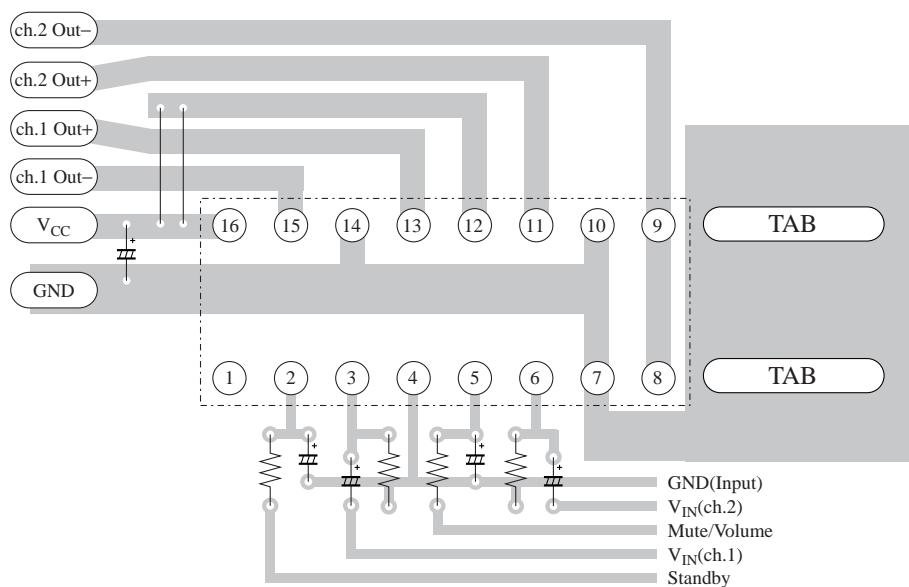 ch.2 Out−
ch.2 Out+
ch.1 Out+
ch.1 Out−
VCC
GND
16 15 14 13 12 11 10 9
TAB
1 2 3 4 5 6 7 8
TAB
+
+
+
+
+
GND(Input)
VIN(ch.2)
Mute/Volume
VIN(ch.1)
Standby